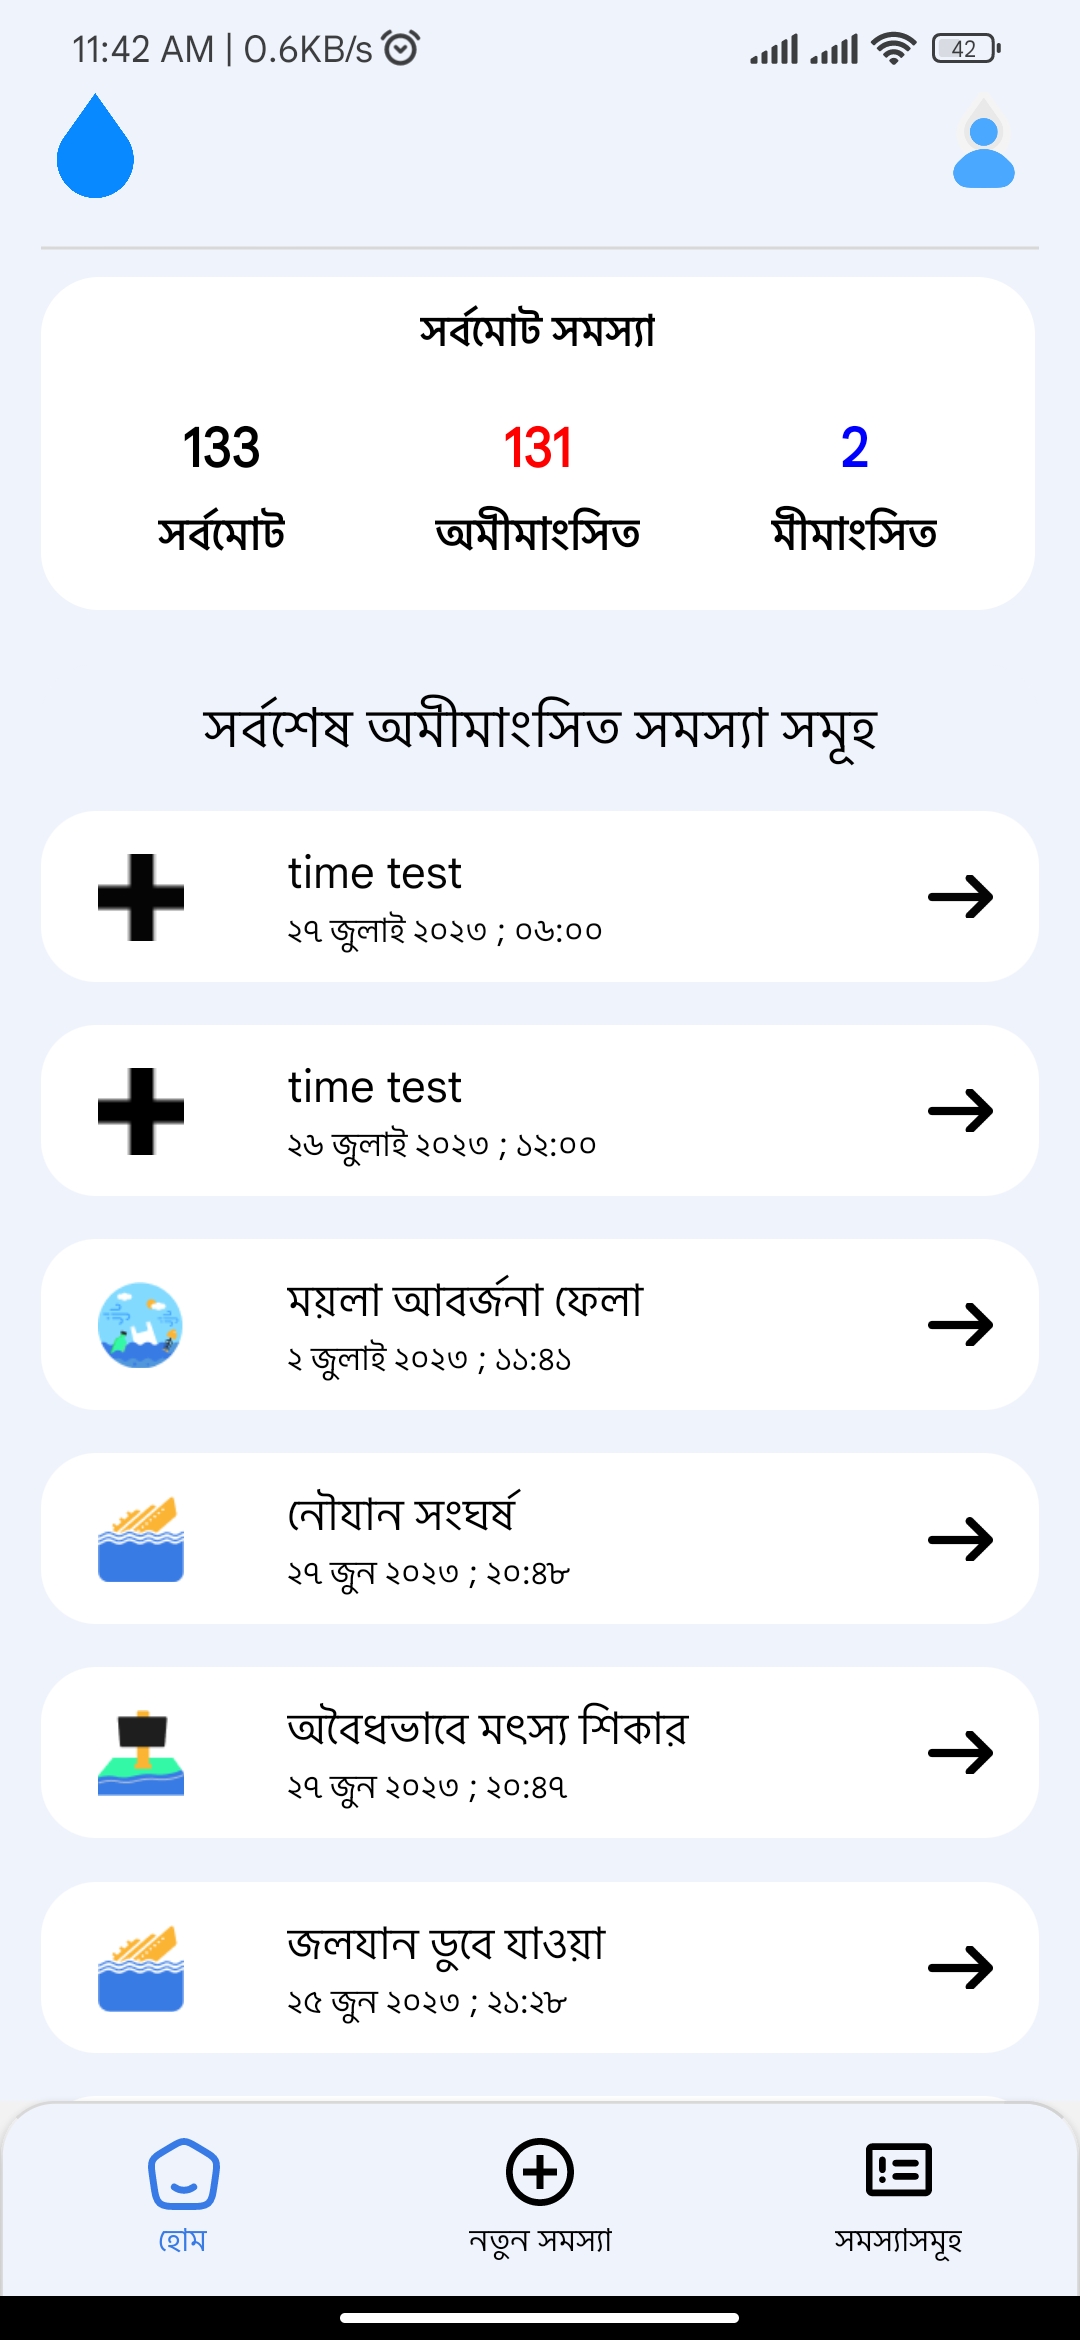 11:42 AM | 0.6KB/s
42
সর্বমোট সমস্যা
133 131 2
সর্বমোট অমীমাংসিত মীমাংসিত
সর্বশেষ অমীমাংসিত সমস্যা সমূহ
time test
২৭ জুলাই ২০২৩ ; ০৬:০০
time test
২৬ জুলাই ২০২৩ ; ১২:০০
ময়লা আবর্জনা ফেলা
২ জুলাই ২০২৩ ; ১১:৪১
নৌযান সংঘর্ষ
২৭ জুন ২০২৩ ; ২০:৪৮
অবৈধভাবে মৎস্য শিকার
২৭ জুন ২০২৩ ; ২০:৪৭
জলযান ডুবে যাওয়া
২৫ জুন ২০২৩ ; ২১:২৮
হোম নতুন সমস্যা সমস্যাসমূহ